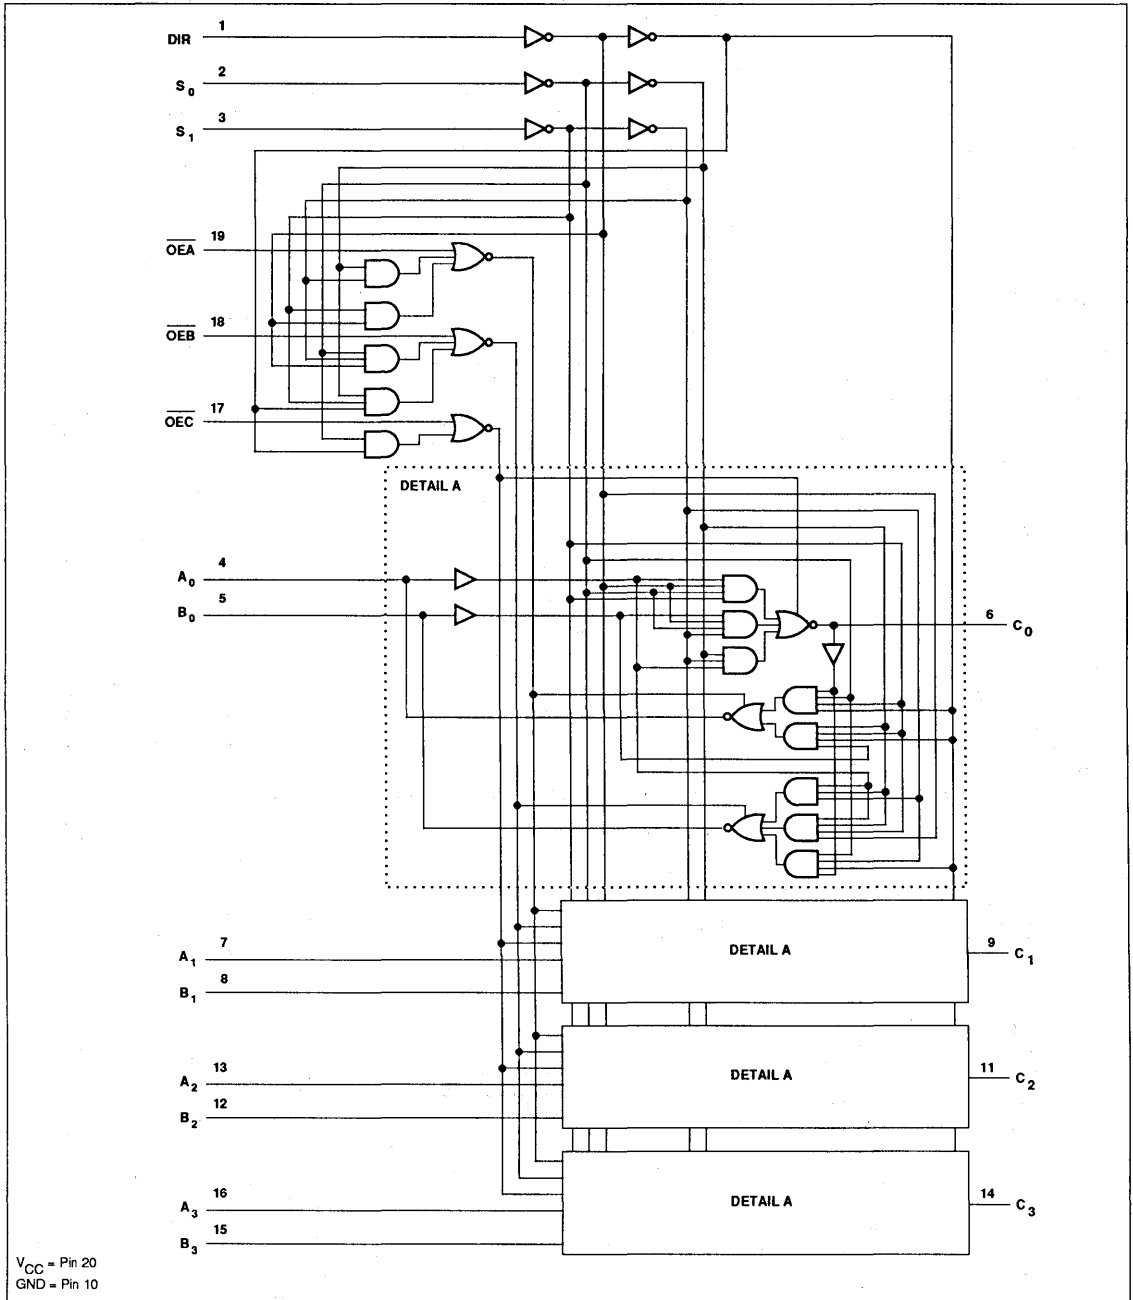 DIR 1
S0 2
S1 3
OEA 19
OEB 18
OEC 17
DETAIL A
A0 4
B0 5
6 C0
A1 7
B1 8
DETAIL A
9 C1
A2 13
B2 12
DETAIL A
11 C2
A3 16
B3 15
DETAIL A
14 C3
VCC = Pin 20
GND = Pin 10